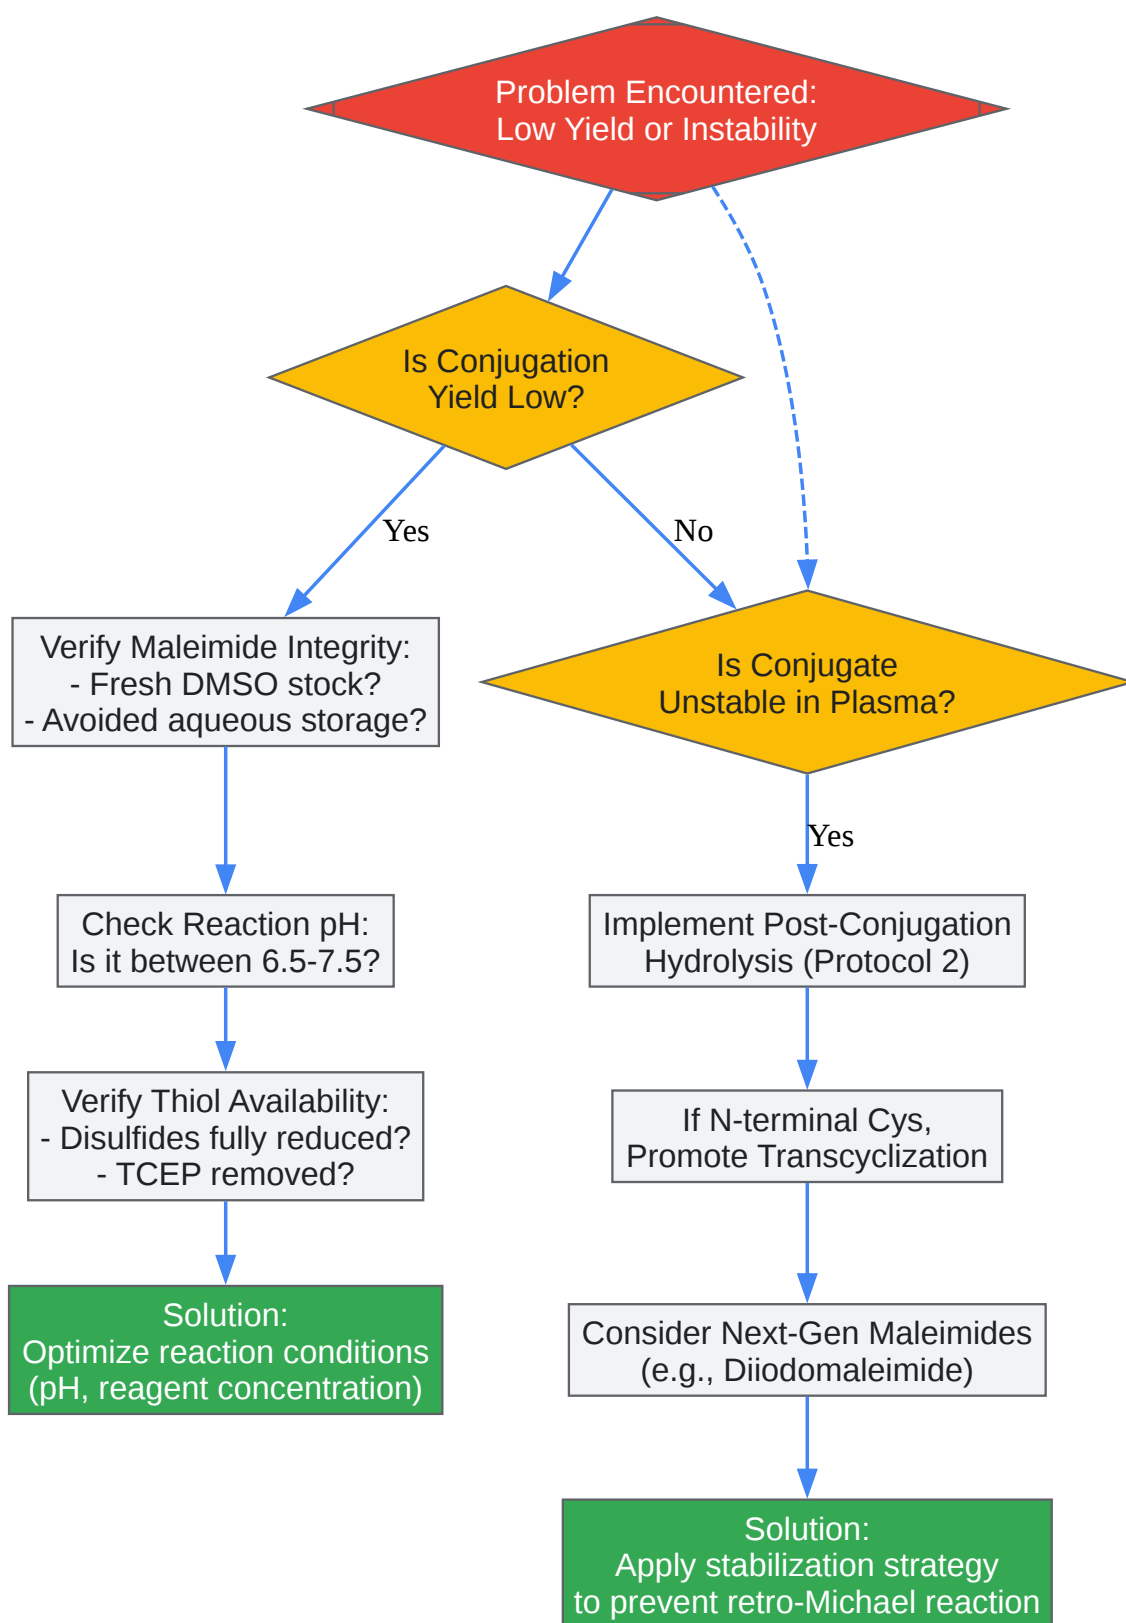 Problem Encountered:
Low Yield or Instability
Is Conjugation
Yield Low?
Yes
No
Verify Maleimide Integrity:
- Fresh DMSO stock?
- Avoided aqueous storage?
Is Conjugate
Unstable in Plasma?
Yes
Check Reaction pH:
Is it between 6.5-7.5?
Implement Post-Conjugation
Hydrolysis (Protocol 2)
Verify Thiol Availability:
- Disulfides fully reduced?
- TCEP removed?
If N-terminal Cys,
Promote Transcyclization
Solution:
Optimize reaction conditions
(pH, reagent concentration)
Consider Next-Gen Maleimides
(e.g., Diiodomaleimide)
Solution:
Apply stabilization strategy
to prevent retro-Michael reaction